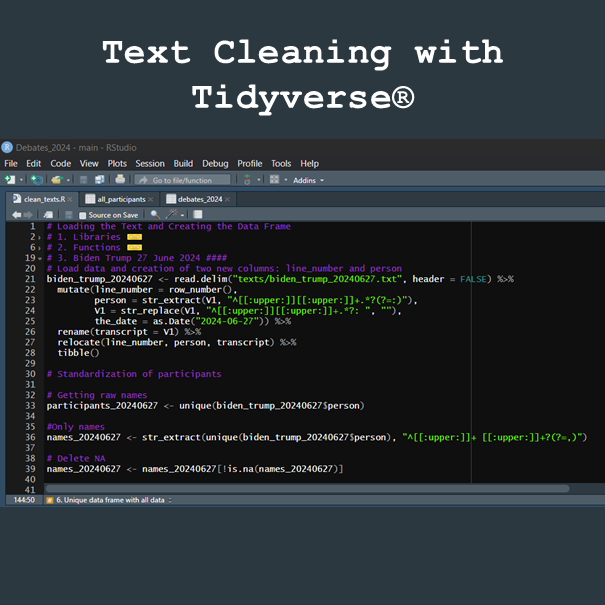 Text Cleaning with
Tidyverse®
R Debates_2024 - main - RStudio
File Edit Code View Plots Session Build Debug Profile Tools Help
Go to file/function Addins
clean_texts.R all_participants debates_2024
Source on Save
1 # Loading the Text and Creating the Data Frame
2 # 1. Libraries
6 # 2. Functions
19 # 3. Biden Trump 27 June 2024 ####
20 # Load data and creation of two new columns: line_number and person
21 biden_trump_20240627 <- read.delim("texts/biden_trump_20240627.txt", header = FALSE) %>%
22 mutate(line_number = row_number(),
23 person = str_extract(V1, "^[[:upper:]][[:upper:]]+.*?(?=:)"),
24 V1 = str_replace(V1, "^[[:upper:]][[:upper:]]+.*?: ", ""),
25 the_date = as.Date("2024-06-27")) %>%
26 rename(transcript = V1) %>%
27 relocate(line_number, person, transcript) %>%
28 tibble()
29
30 # Standardization of participants
31
32 # Getting raw names
33 participants_20240627 <- unique(biden_trump_20240627$person)
34
35 #Only names
36 names_20240627 <- str_extract(unique(biden_trump_20240627$person), "^[[:upper:]]+ [[:upper:]]+?(?=,)")
37
38 # Delete NA
39 names_20240627 <- names_20240627[!is.na(names_20240627)]
40
41
144:50 # 6. Unique data frame with all data